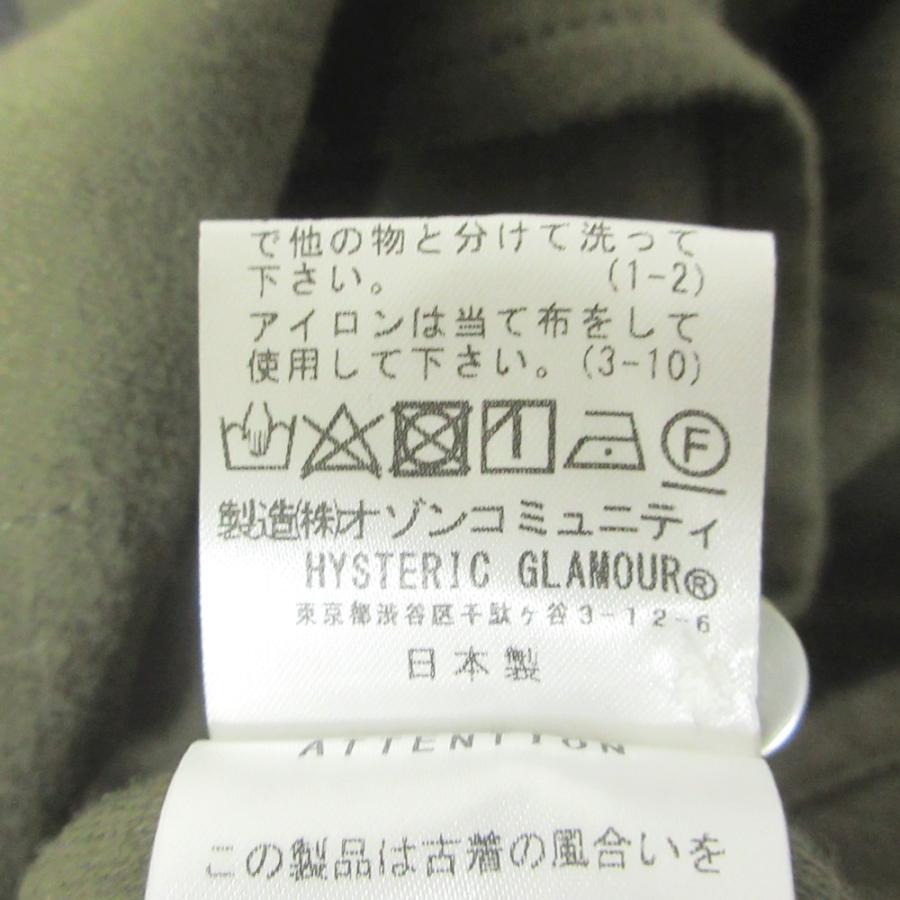 で他の物と分けて洗って
下さい。 (1-2)
アイロンは当て布をして
使用して下さい。(3-10)
F
製造(株)オゾンコミュニティ
HYSTERIC GLAMOUR®
東京都渋谷区千駄ヶ谷3-12-6
日本製
ATTENTION
この製品は古着の風合いを